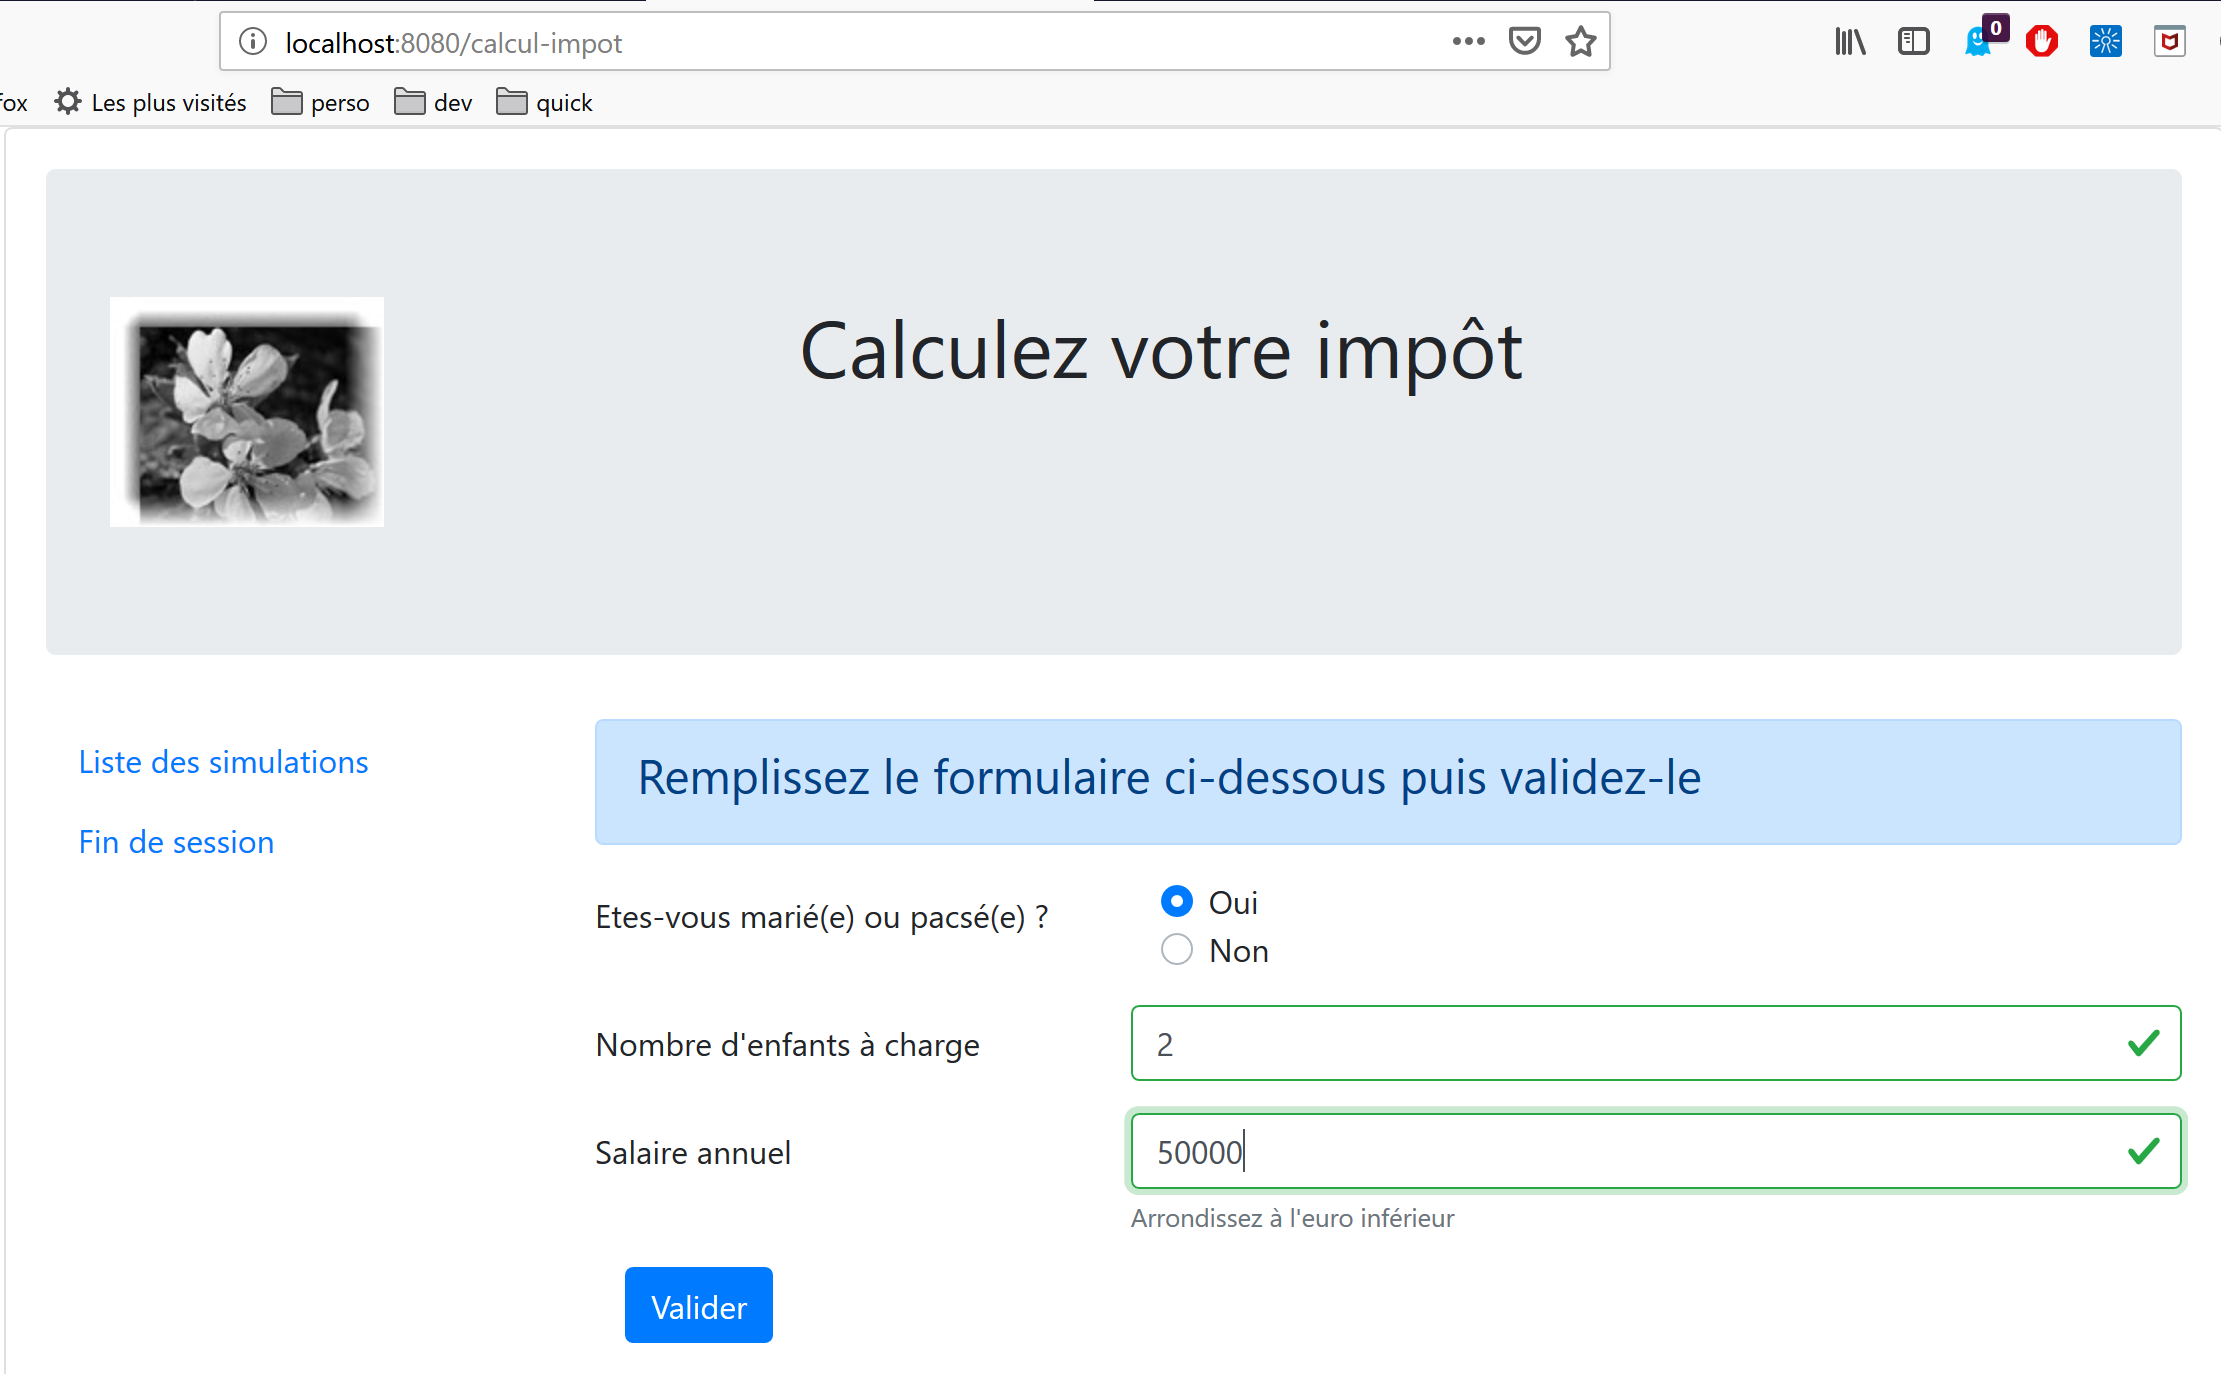 localhost:8080/calcul-impot
0
fox Les plus visités perso dev quick
Calculez votre impôt
Liste des simulations
Fin de session
Remplissez le formulaire ci-dessous puis validez-le
Etes-vous marié(e) ou pacsé(e) ?
Oui
Non
Nombre d'enfants à charge
2
Salaire annuel
50000
Arrondissez à l'euro inférieur
Valider